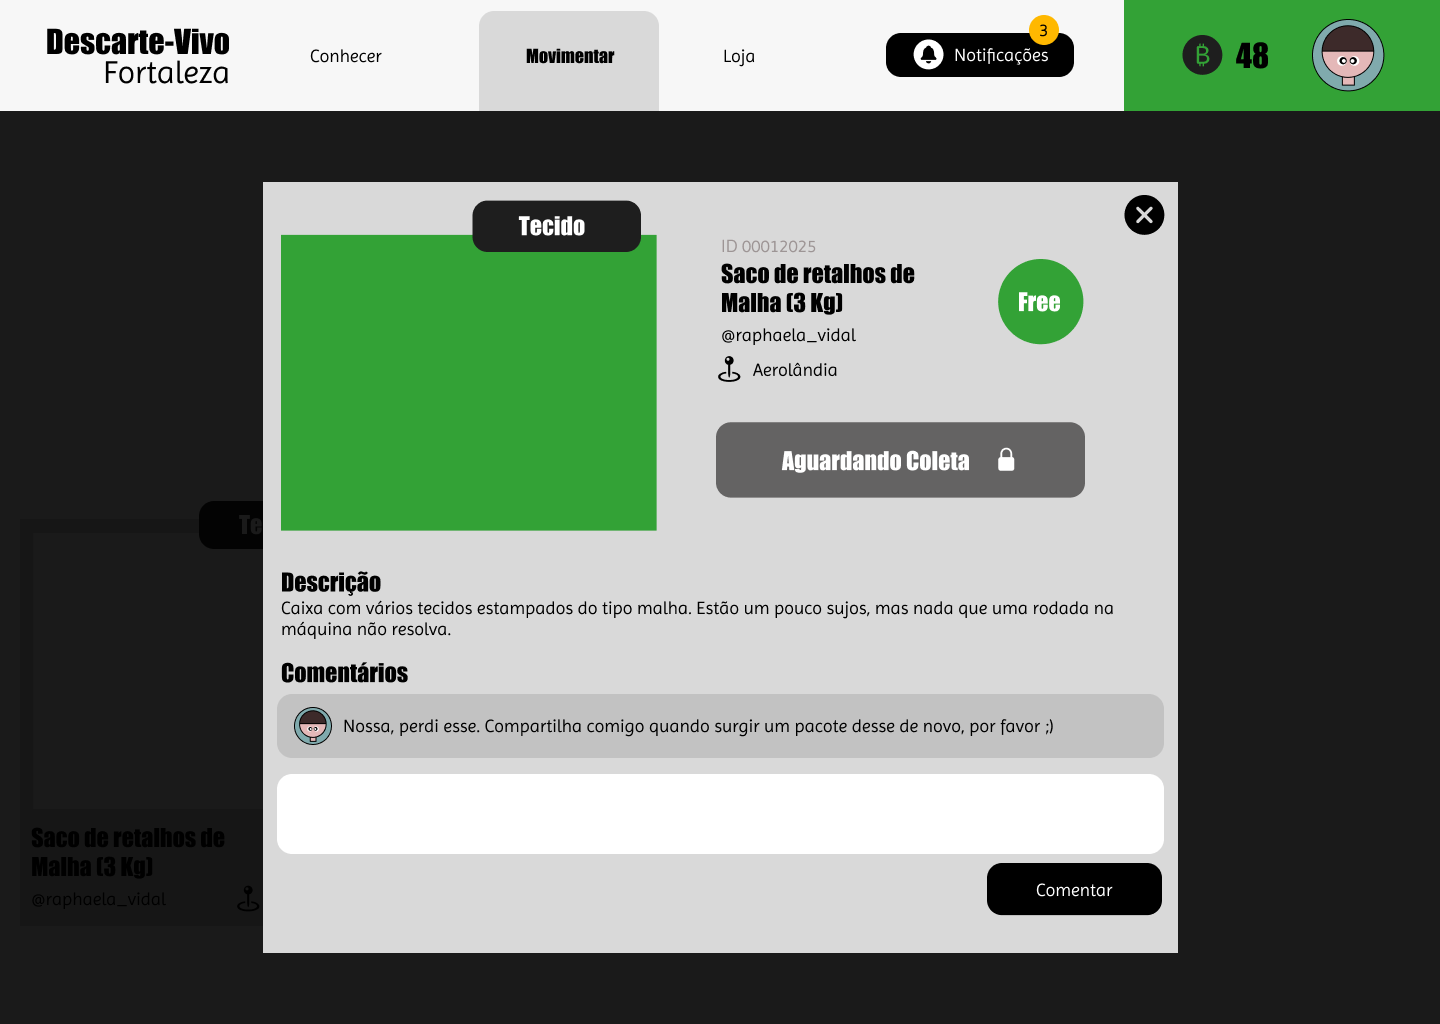 Descarte-Vivo
Fortaleza
Conhecer
Movimentar
Loja
Notificações
3
48
Tecido
ID 00012025
Saco de retalhos de
Malha (3 Kg)
@raphaela_vidal
Aerolândia
Free
Aguardando Coleta
Descrição
Caixa com vários tecidos estampados do tipo malha. Estão um pouco sujos, mas nada que uma rodada na
máquina não resolva.
Comentários
Nossa, perdi esse. Compartilha comigo quando surgir um pacote desse de novo, por favor ;)
Comentar
Te
Saco de retalhos de
Malha (3 Kg)
@raphaela_vidal